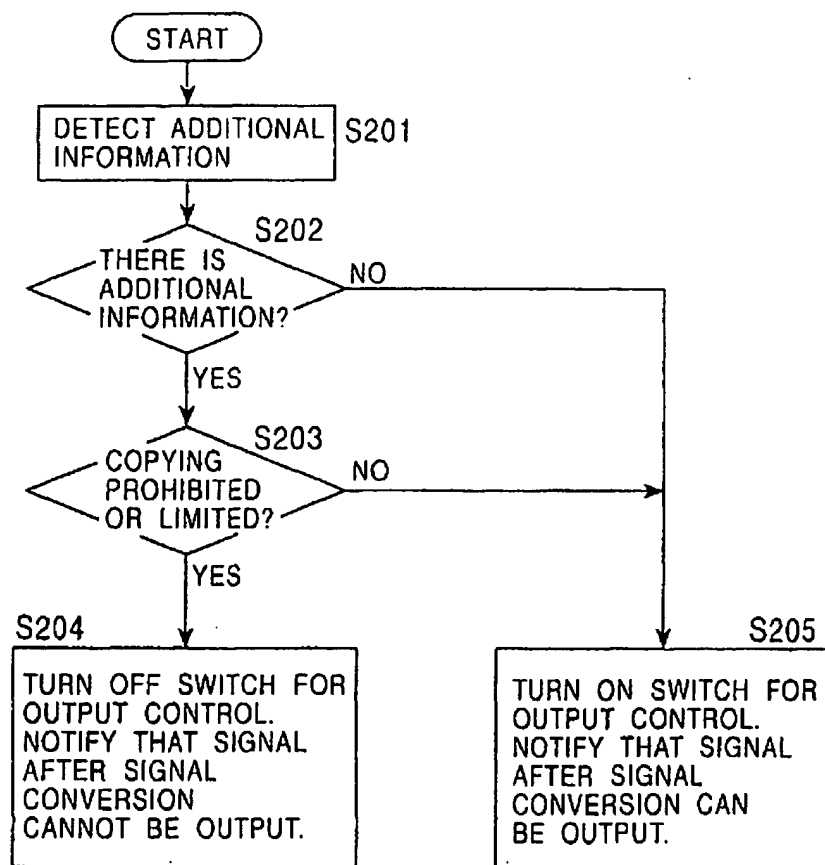 START
DETECT ADDITIONAL
INFORMATION
S201
S202
THERE IS
ADDITIONAL
INFORMATION?
NO
YES
S203
COPYING
PROHIBITED
OR LIMITED?
NO
YES
S204
TURN OFF SWITCH FOR
OUTPUT CONTROL.
NOTIFY THAT SIGNAL
AFTER SIGNAL
CONVERSION
CANNOT BE OUTPUT.
S205
TURN ON SWITCH FOR
OUTPUT CONTROL.
NOTIFY THAT SIGNAL
AFTER SIGNAL
CONVERSION CAN
BE OUTPUT.